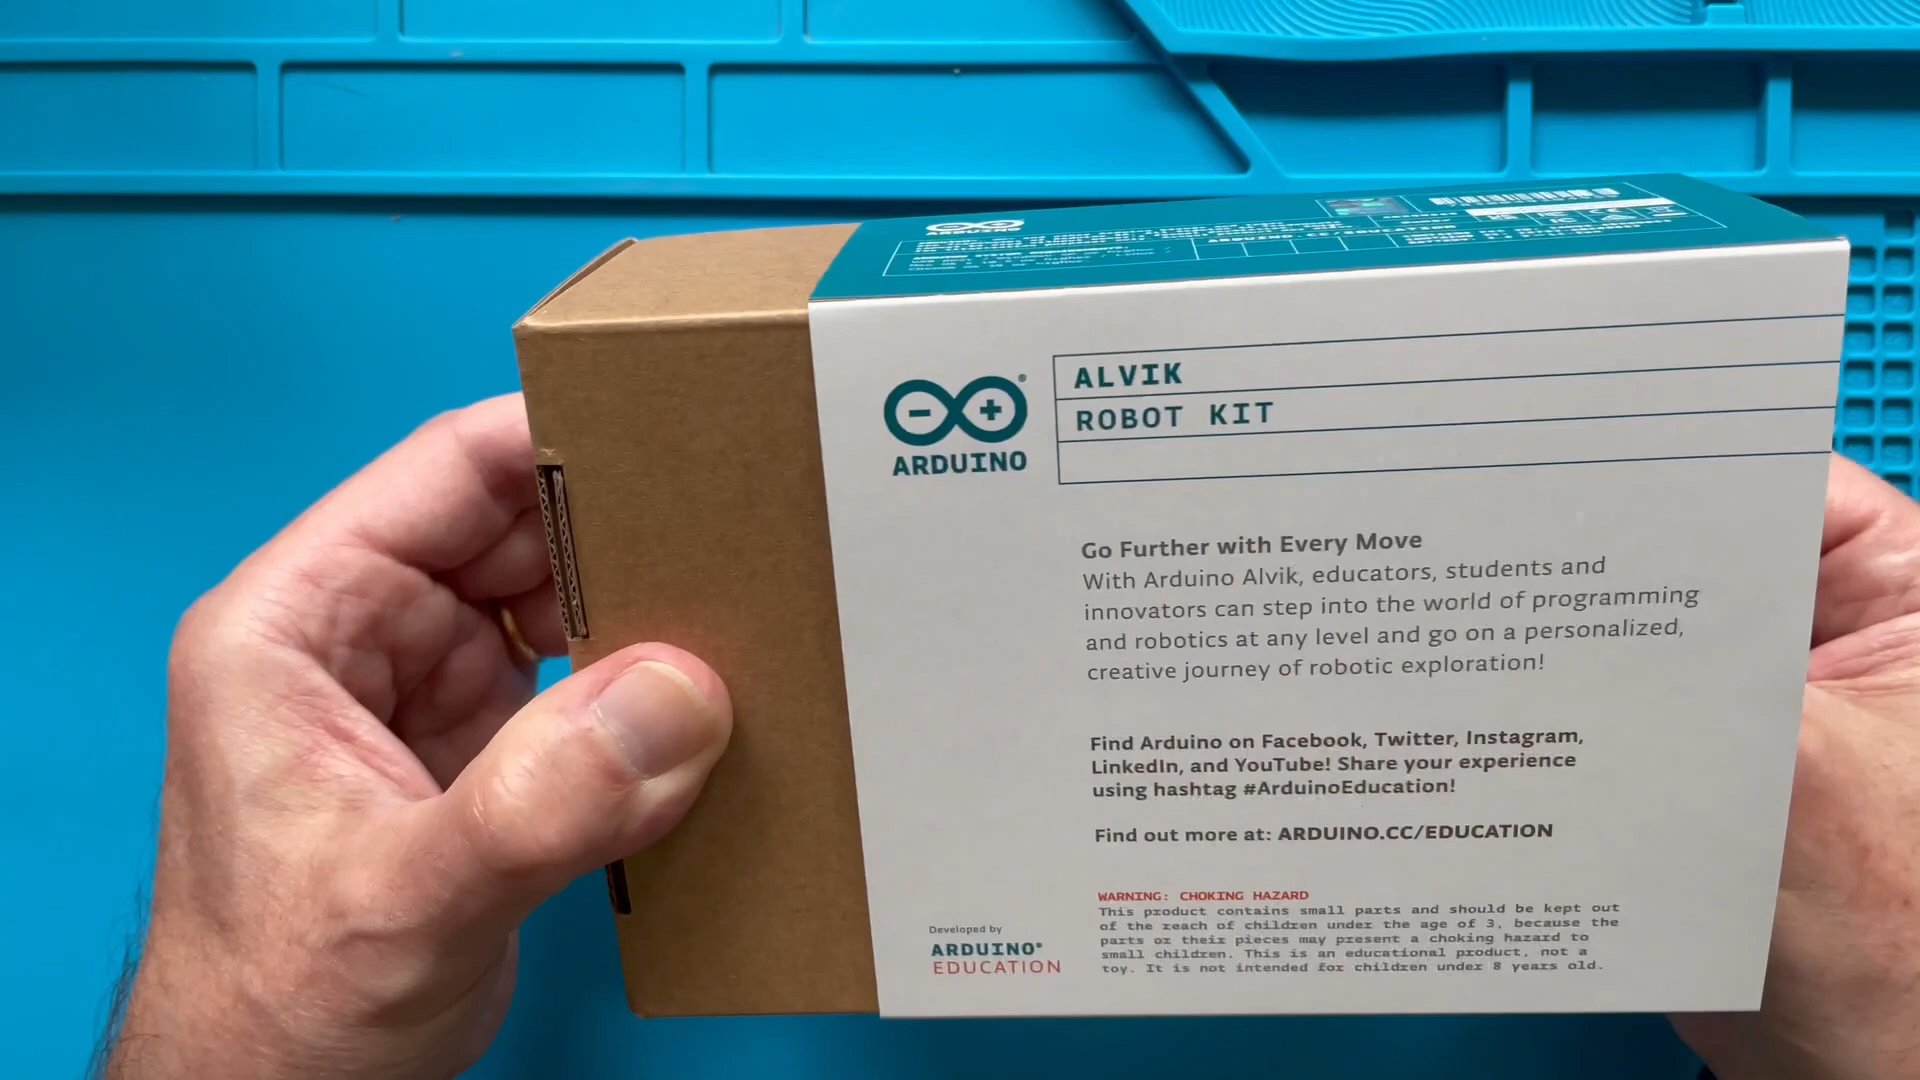 ARDUINO
ARDUINO.CC/EDUCATION
ALVIK
ROBOT KIT
ARDUINO
Go Further with Every Move
With Arduino Alvik, educators, students and
innovators can step into the world of programming
and robotics at any level and go on a personalized,
creative journey of robotic exploration!
Find Arduino on Facebook, Twitter, Instagram,
LinkedIn, and YouTube! Share your experience
using hashtag #ArduinoEducation!
Find out more at: ARDUINO.CC/EDUCATION
WARNING: CHOKING HAZARD
This product contains small parts and should be kept out
of the reach of children under the age of 3, because the
parts or their pieces may present a choking hazard to
small children. This is an educational product, not a
toy. It is not intended for children under 8 years old.
Developed by
ARDUINO
EDUCATION